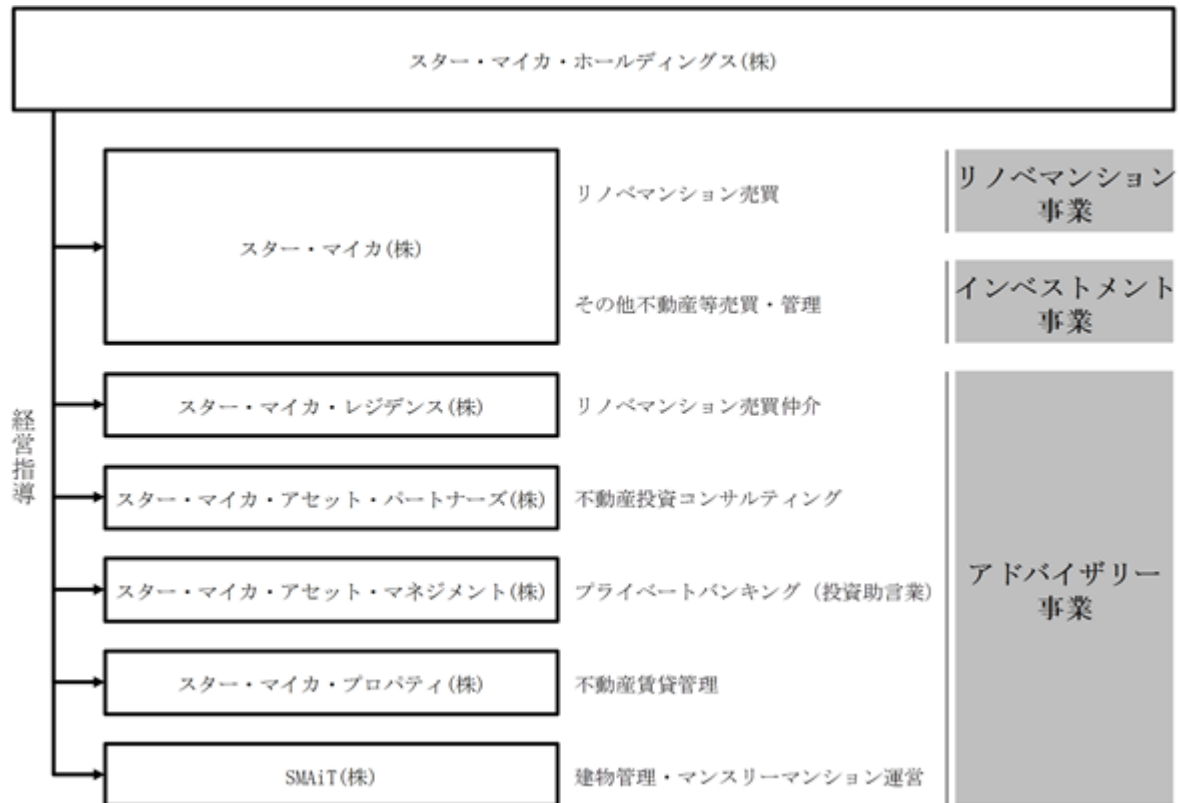 スター・マイカ・ホールディングス(株)
経営指導
スター・マイカ(株)
リノベマンション売買
リノベマンション
事業
その他不動産等売買・管理
インベストメント
事業
スター・マイカ・レジデンス(株)
リノベマンション売買仲介
スター・マイカ・アセット・パートナーズ(株)
不動産投資コンサルティング
スター・マイカ・アセット・マネジメント(株)
プライベートバンキング（投資助言業）
アドバイザリー
事業
スター・マイカ・プロパティ(株)
不動産賃貸管理
SMAiT(株)
建物管理・マンスリーマンション運営